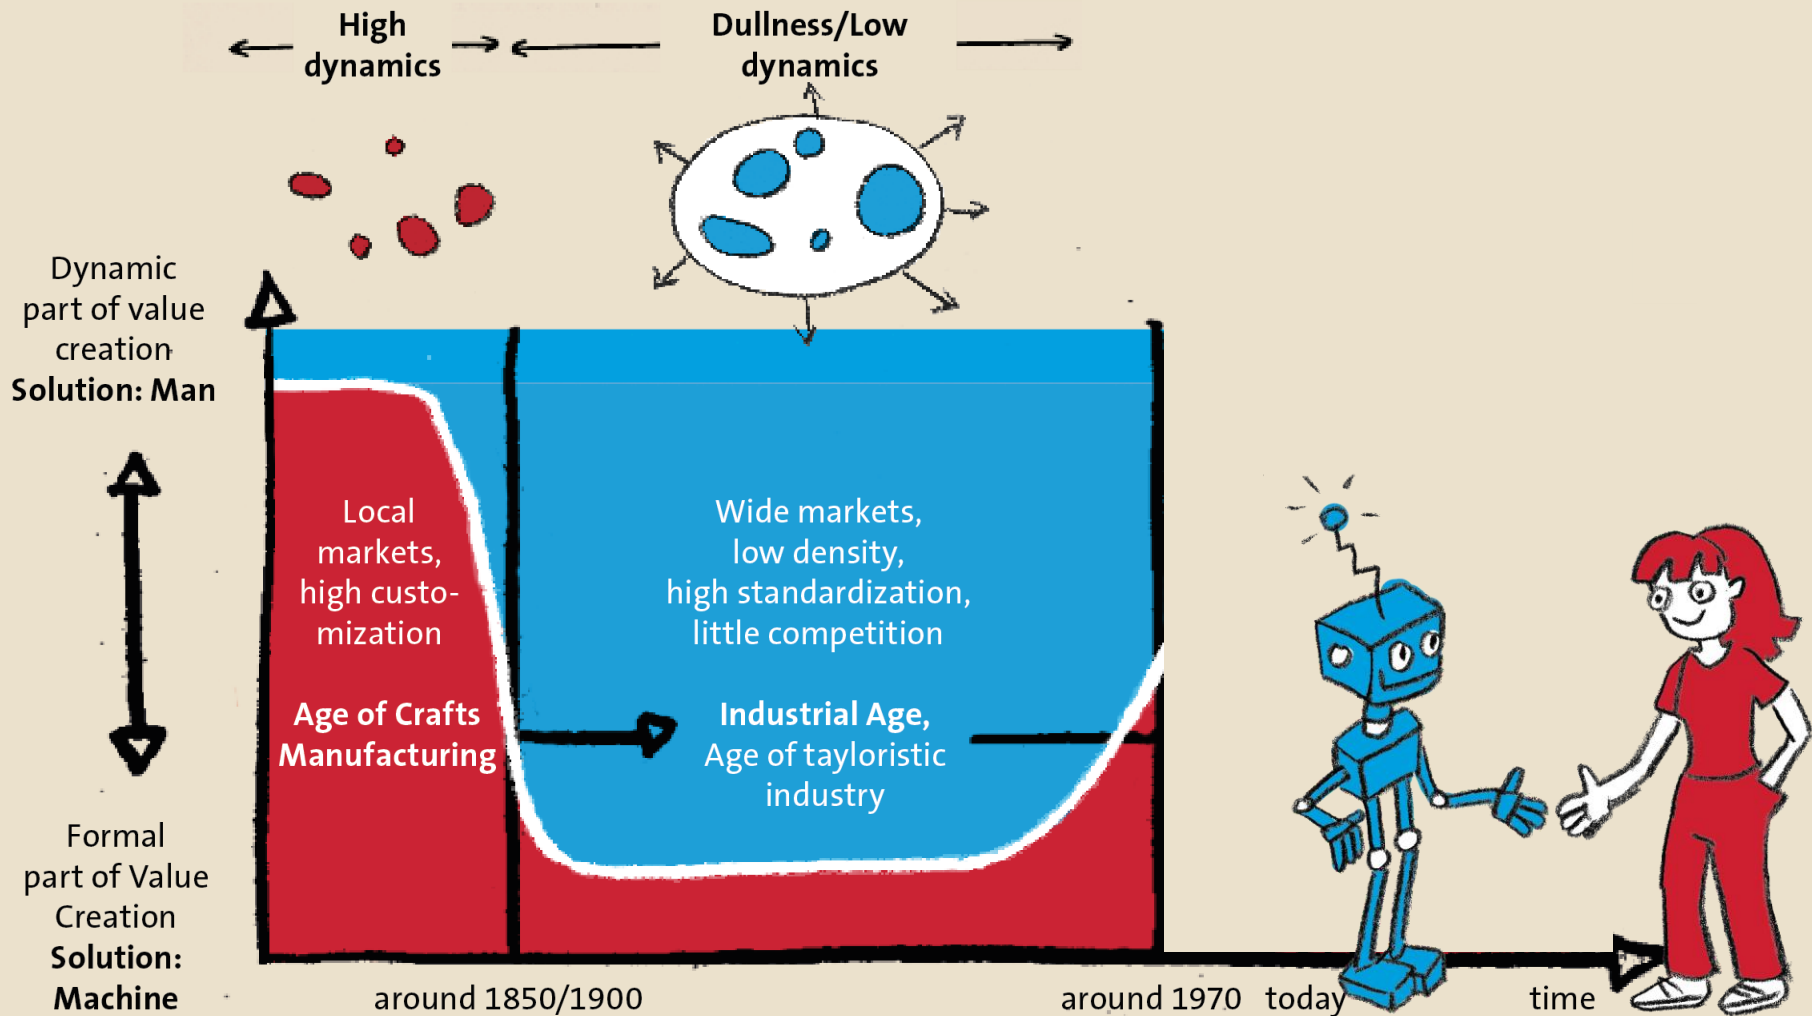 High
dynamics
Dullness/Low
dynamics
Dynamic
part of value
creation
Solution: Man
Formal
part of Value
Creation
Solution:
Machine
Local
markets,
high custo-
mization
Age of Crafts
Manufacturing
Wide markets,
low density,
high standardization,
little competition
Industrial Age,
Age of tayloristic
industry
around 1850/1900
around 1970
today
time